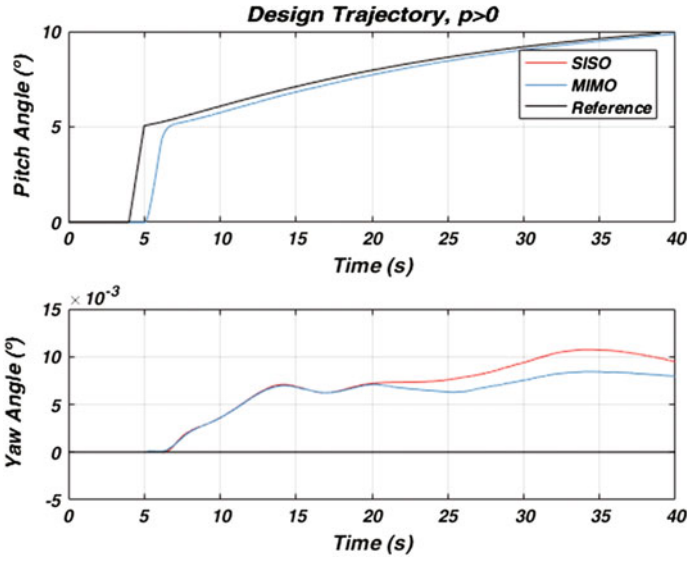 Design Trajectory, p>0
Pitch Angle (°)
10
5
0
SISO
MIMO
Reference
0 5 10 15 20 25 30 35 40
Time (s)
× 10-3
Yaw Angle (°)
15
10
5
0
-5
0 5 10 15 20 25 30 35 40
Time (s)